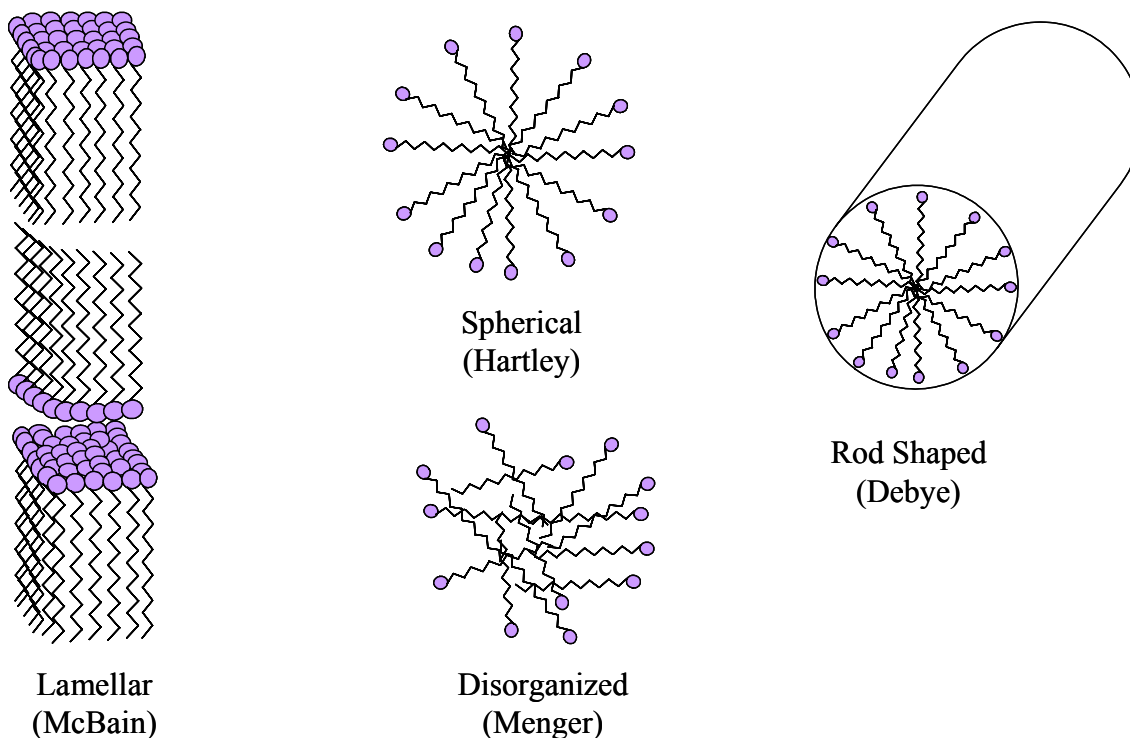 Spherical
(Hartley)
Rod Shaped
(Debye)
Lamellar
(McBain)
Disorganized
(Menger)